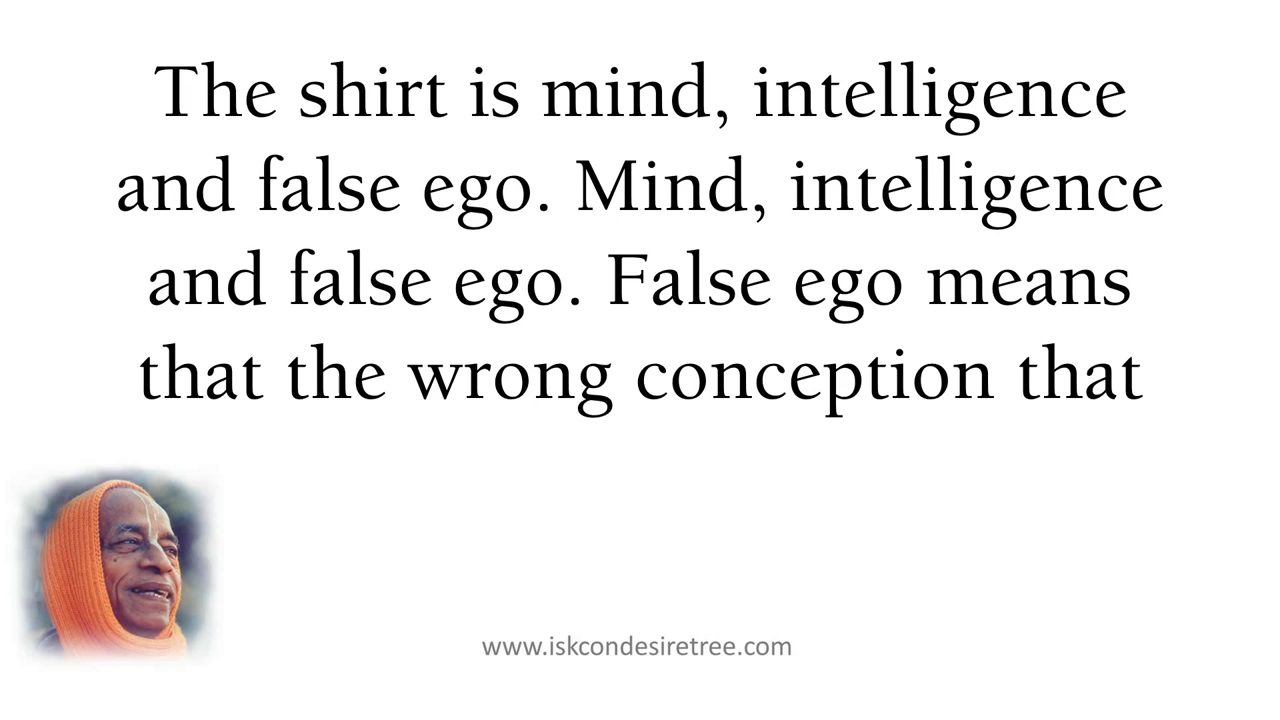 The shirt is mind, intelligence
and false ego. Mind, intelligence
and false ego. False ego means
that the wrong conception that
www.iskcondesiretree.com